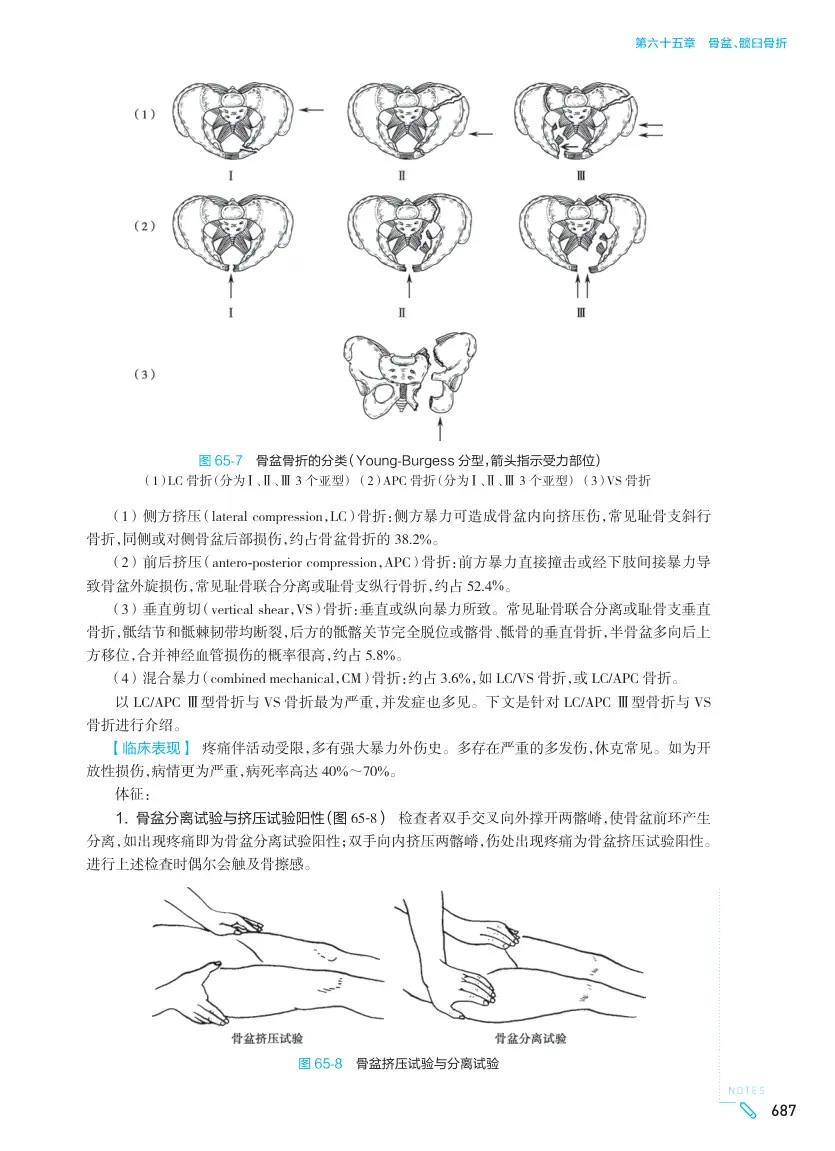 第六十五章 骨盆、髋臼骨折
(1)
Ⅰ Ⅱ Ⅲ
(2)
Ⅰ Ⅱ Ⅲ
(3)
图 65-7 骨盆骨折的分类(Young-Burgess 分型,箭头指示受力部位)
(1)LC 骨折(分为Ⅰ、Ⅱ、Ⅲ 3 个亚型) (2)APC 骨折(分为Ⅰ、Ⅱ、Ⅲ 3 个亚型) (3)VS 骨折
(1) 侧方挤压(lateral compression,LC)骨折:侧方暴力可造成骨盆内向挤压伤,常见耻骨支斜行
骨折,同侧或对侧骨盆后部损伤,约占骨盆骨折的 38.2%。
(2) 前后挤压(antero-posterior compression,APC)骨折:前方暴力直接撞击或经下肢间接暴力导
致骨盆外旋损伤,常见耻骨联合分离或耻骨支纵行骨折,约占 52.4%。
(3) 垂直剪切(vertical shear,VS)骨折:垂直或纵向暴力所致。常见耻骨联合分离或耻骨支垂直
骨折,骶结节和骶棘韧带均断裂,后方的骶髂关节完全脱位或髂骨、骶骨的垂直骨折,半骨盆多向后上
方移位,合并神经血管损伤的概率很高,约占 5.8%。
(4) 混合暴力(combined mechanical,CM)骨折:约占 3.6%,如 LC/VS 骨折,或 LC/APC 骨折。
以 LC/APC Ⅲ型骨折与 VS 骨折最为严重,并发症也多见。下文是针对 LC/APC Ⅲ型骨折与 VS
骨折进行介绍。
【临床表现】 疼痛伴活动受限,多有强大暴力外伤史。多存在严重的多发伤,休克常见。如为开
放性损伤,病情更为严重,病死率高达 40%～70%。
体征:
1. 骨盆分离试验与挤压试验阳性(图 65-8) 检查者双手交叉向外撑开两髂嵴,使骨盆前环产生
分离,如出现疼痛即为骨盆分离试验阳性;双手向内挤压两髂嵴,伤处出现疼痛为骨盆挤压试验阳性。
进行上述检查时偶尔会触及骨擦感。
骨盆挤压试验 骨盆分离试验
图 65-8 骨盆挤压试验与分离试验
NOTES
687